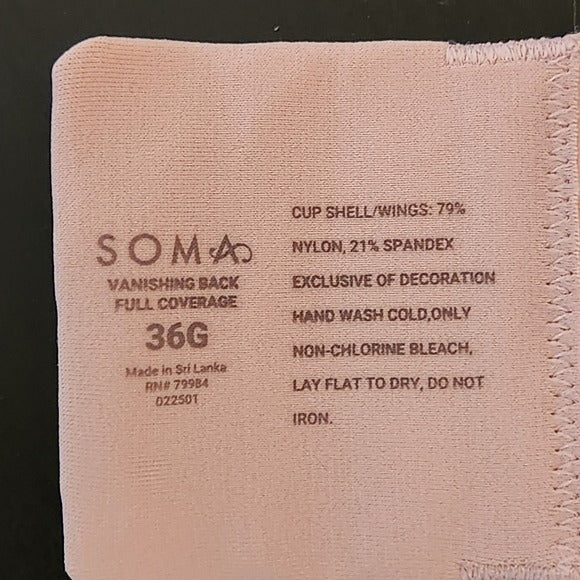 SOMA
VANISHING BACK
FULL COVERAGE
36G
Made in Sri Lanka
RN# 79984
022501
CUP SHELL/WINGS: 79%
NYLON, 21% SPANDEX
EXCLUSIVE OF DECORATION
HAND WASH COLD,ONLY
NON-CHLORINE BLEACH,
LAY FLAT TO DRY, DO NOT
IRON.